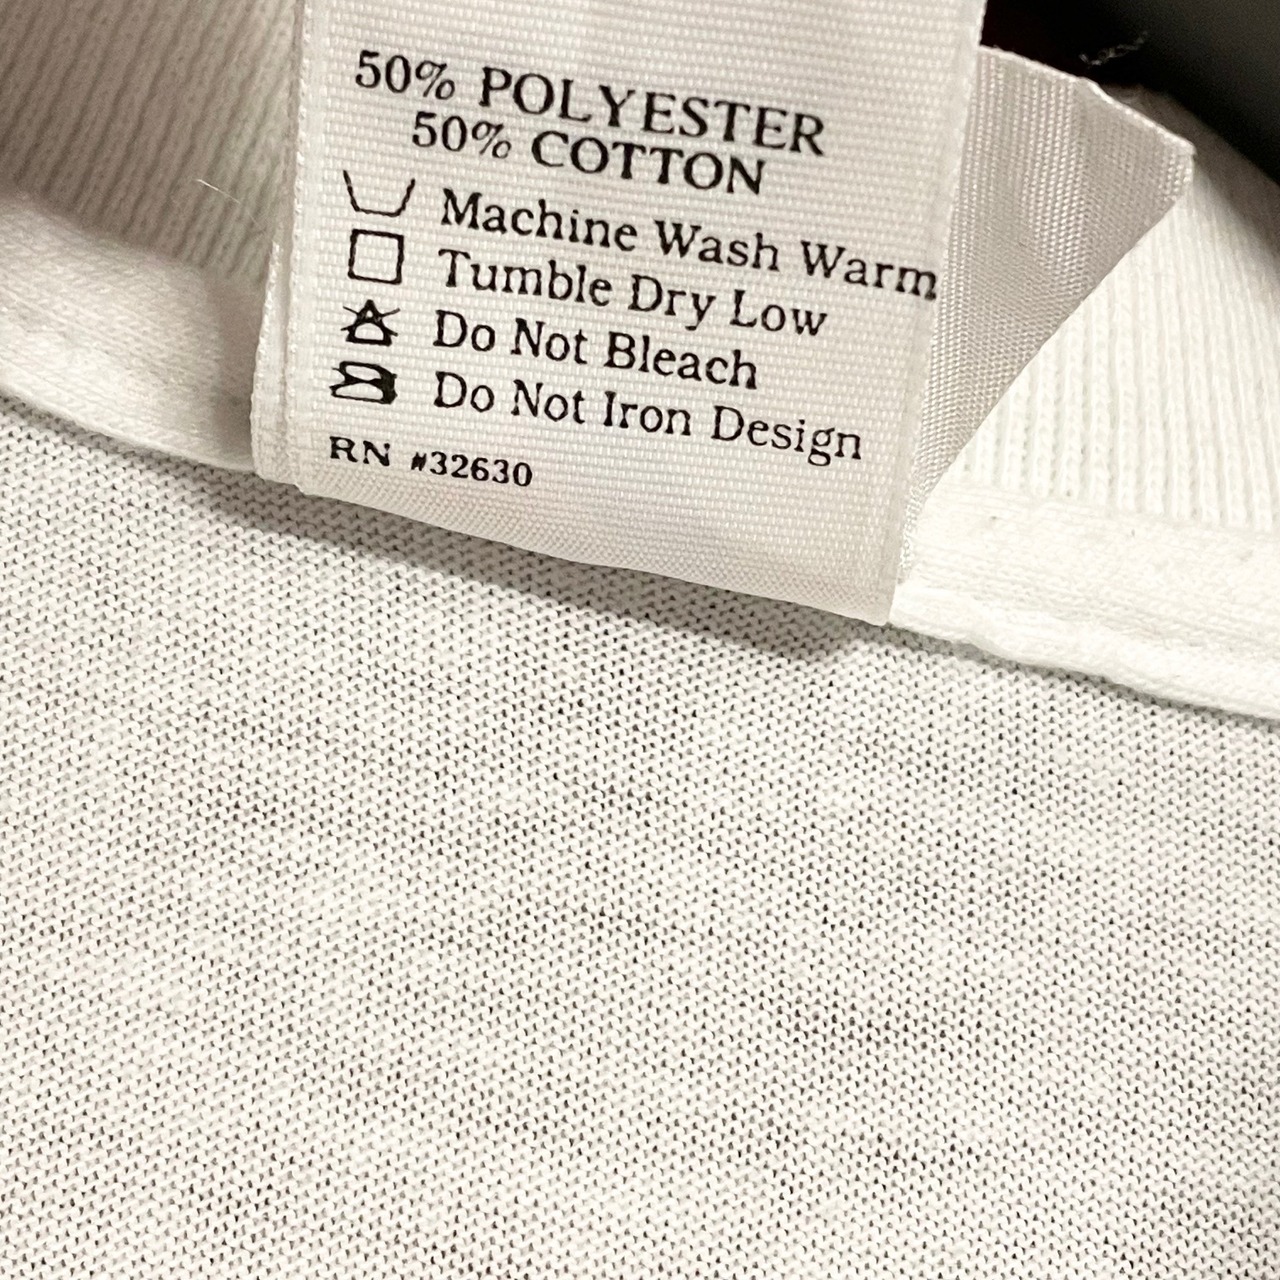 50% POLYESTER
50% COTTON
Machine Wash Warm
Tumble Dry Low
Do Not Bleach
Do Not Iron Design
RN #32630